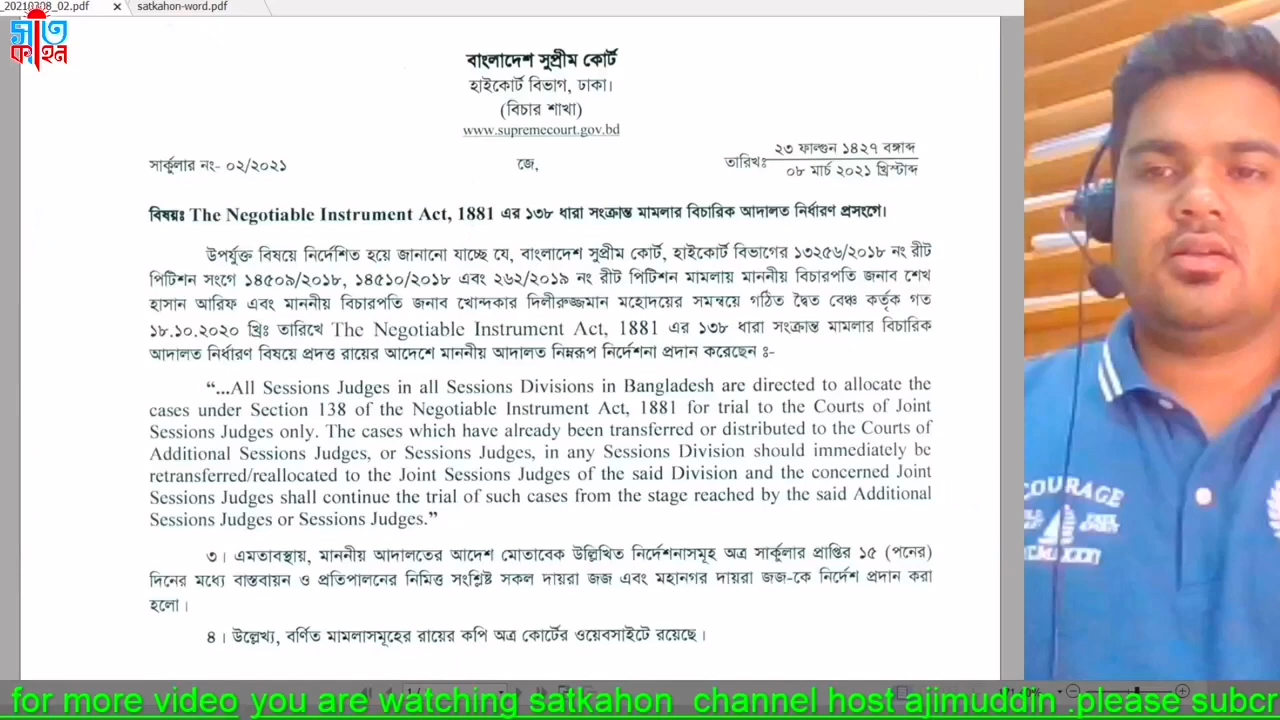 _20210308_02.pdf
satkahon-word.pdf
সাত
কাহন
বাংলাদেশ সুপ্রীম কোর্ট
হাইকোর্ট বিভাগ, ঢাকা।
(বিচার শাখা)
www.supremecourt.gov.bd
সার্কুলার নং- ০২/২০২১ জে, তারিখঃ ২৩ ফাল্গুন ১৪২৭ বঙ্গাব্দ
০৮ মার্চ ২০২১ খ্রিস্টাব্দ
বিষয়ঃ The Negotiable Instrument Act, 1881 এর ১৩৮ ধারা সংক্রান্ত মামলার বিচারিক আদালত নির্ধারণ প্রসংগে।
উপর্যুক্ত বিষয়ে নির্দেশিত হয়ে জানানো যাচ্ছে যে, বাংলাদেশ সুপ্রীম কোর্ট, হাইকোর্ট বিভাগের ১৩২৫৬/২০১৮ নং রীট
পিটিশন সংগে ১৪৫০৯/২০১৮, ১৪৫১০/২০১৮ এবং ২৬২/২০১৯ নং রীট পিটিশন মামলায় মাননীয় বিচারপতি জনাব শেখ
হাসান আরিফ এবং মাননীয় বিচারপতি জনাব খোন্দকার দিলীরুজ্জমান মহোদয়ের সমন্বয়ে গঠিত দ্বৈত বেঞ্চ কর্তৃক গত
১৮.১০.২০২০ খ্রিঃ তারিখে The Negotiable Instrument Act, 1881 এর ১৩৮ ধারা সংক্রান্ত মামলার বিচারিক
আদালত নির্ধারণ বিষয়ে প্রদত্ত রায়ের আদেশে মাননীয় আদালত নিম্নরূপ নির্দেশনা প্রদান করেছেন ঃ-
“...All Sessions Judges in all Sessions Divisions in Bangladesh are directed to allocate the
cases under Section 138 of the Negotiable Instrument Act, 1881 for trial to the Courts of Joint
Sessions Judges only. The cases which have already been transferred or distributed to the Courts of
Additional Sessions Judges, or Sessions Judges, in any Sessions Division should immediately be
retransferred/reallocated to the Joint Sessions Judges of the said Division and the concerned Joint
Sessions Judges shall continue the trial of such cases from the stage reached by the said Additional
Sessions Judges or Sessions Judges.”
৩। এমতাবস্থায়, মাননীয় আদালতের আদেশ মোতাবেক উল্লিখিত নির্দেশনাসমূহ অত্র সার্কুলার প্রাপ্তির ১৫ (পনের)
দিনের মধ্যে বাস্তবায়ন ও প্রতিপালনের নিমিত্ত সংশ্লিষ্ট সকল দায়রা জজ এবং মহানগর দায়রা জজ-কে নির্দেশ প্রদান করা
হলো।
৪। উল্লেখ্য, বর্ণিত মামলাসমূহের রায়ের কপি অত্র কোর্টের ওয়েবসাইটে রয়েছে।
COURAGE
for more video you are watching satkahon channel host ajimuddin .please subcr